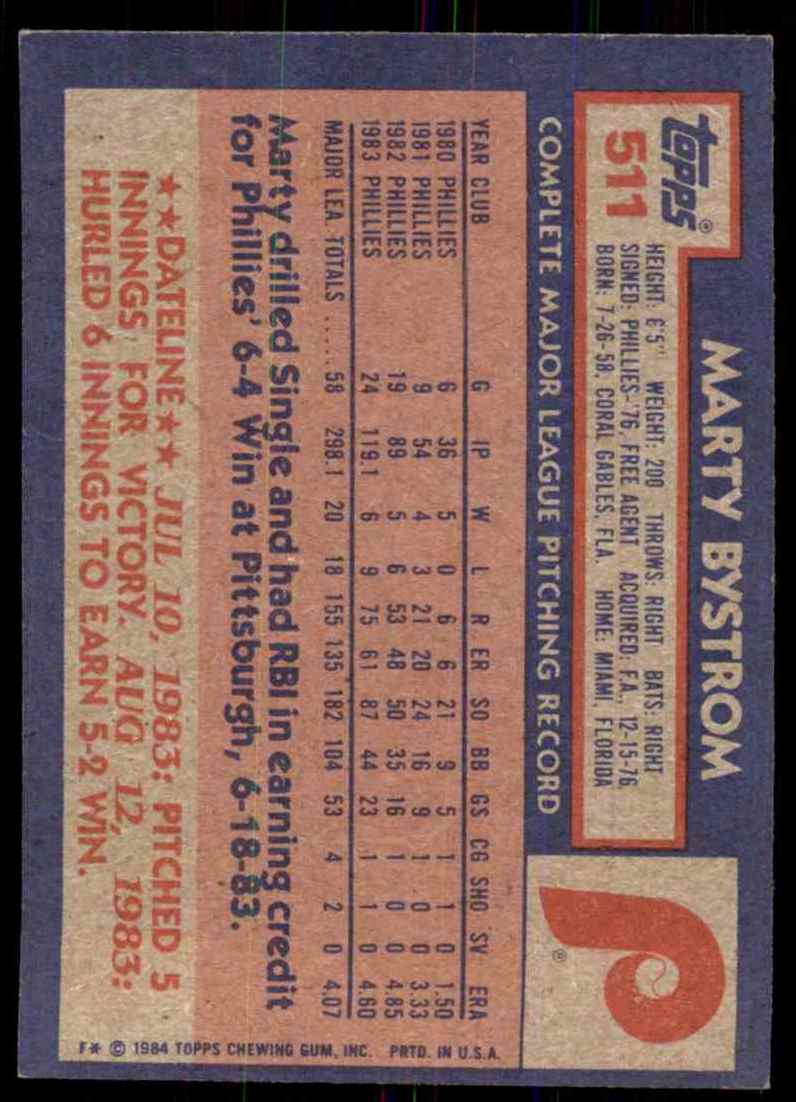 MARTY BYSTROM
topps®
511
HEIGHT: 6'5" WEIGHT: 200 THROWS: RIGHT BATS: RIGHT
SIGNED: PHILLIES-'76, FREE AGENT ACQUIRED: F.A., 12-15-76
BORN: 7-26-58, CORAL GABLES, FLA. HOME: MIAMI, FLORIDA
P®
COMPLETE MAJOR LEAGUE PITCHING RECORD
YEAR CLUB G IP W L R ER SO BB GS CG SHO SV ERA
1980 PHILLIES 6 36 5 0 6 6 21 9 5 1 1 0 1.50
1981 PHILLIES 9 54 4 3 21 20 24 16 9 1 0 0 3.33
1982 PHILLIES 19 89 5 6 53 48 50 35 16 1 0 0 4.85
1983 PHILLIES 24 119.1 6 9 75 61 87 44 23 1 1 0 4.60
MAJOR LEA. TOTALS ..... 58 298.1 20 18 155 135 182 104 53 4 2 0 4.07
Marty drilled Single and had RBI in earning credit
for Phillies' 6-4 Win at Pittsburgh, 6-18-83.
★★DATELINE★★ JUL 10, 1983: PITCHED 5
INNINGS FOR VICTORY. AUG 12, 1983:
HURLED 6 INNINGS TO EARN 5-2 WIN.
F* © 1984 TOPPS CHEWING GUM, INC. PRTD. IN U.S.A.